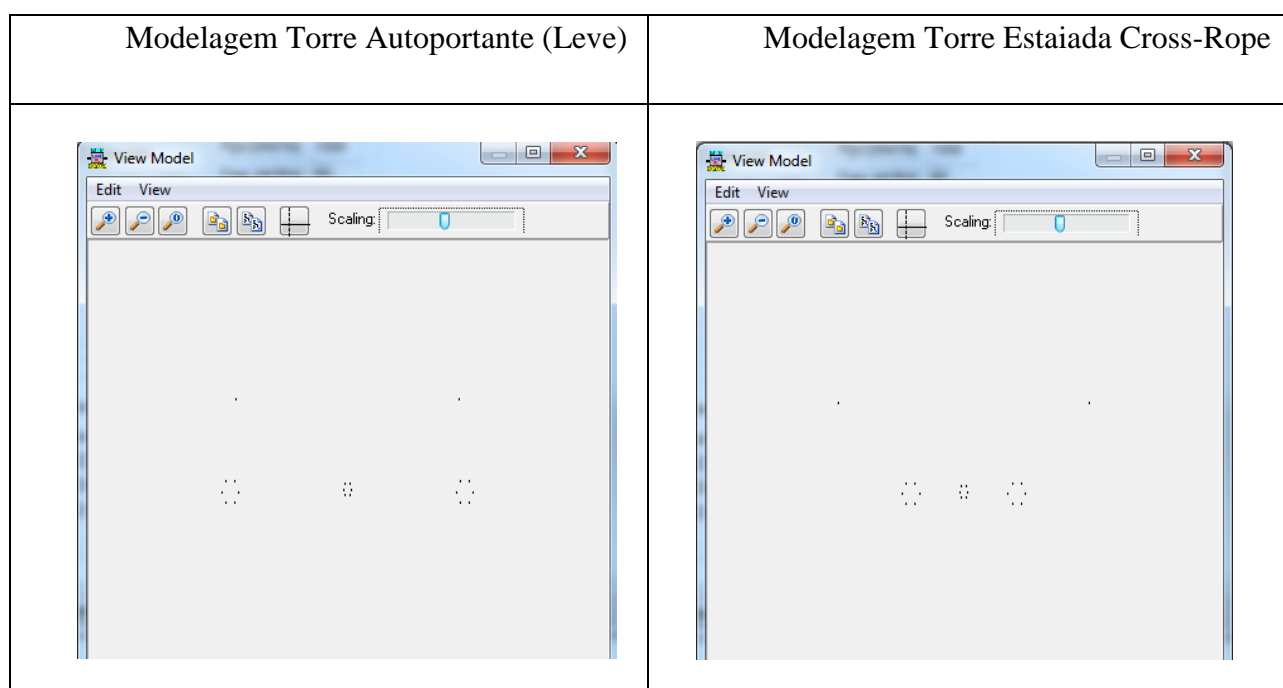 Modelagem Torre Autoportante (Leve)
Modelagem Torre Estaiada Cross-Rope
View Model
Edit View
Scaling:
View Model
Edit View
Scaling: